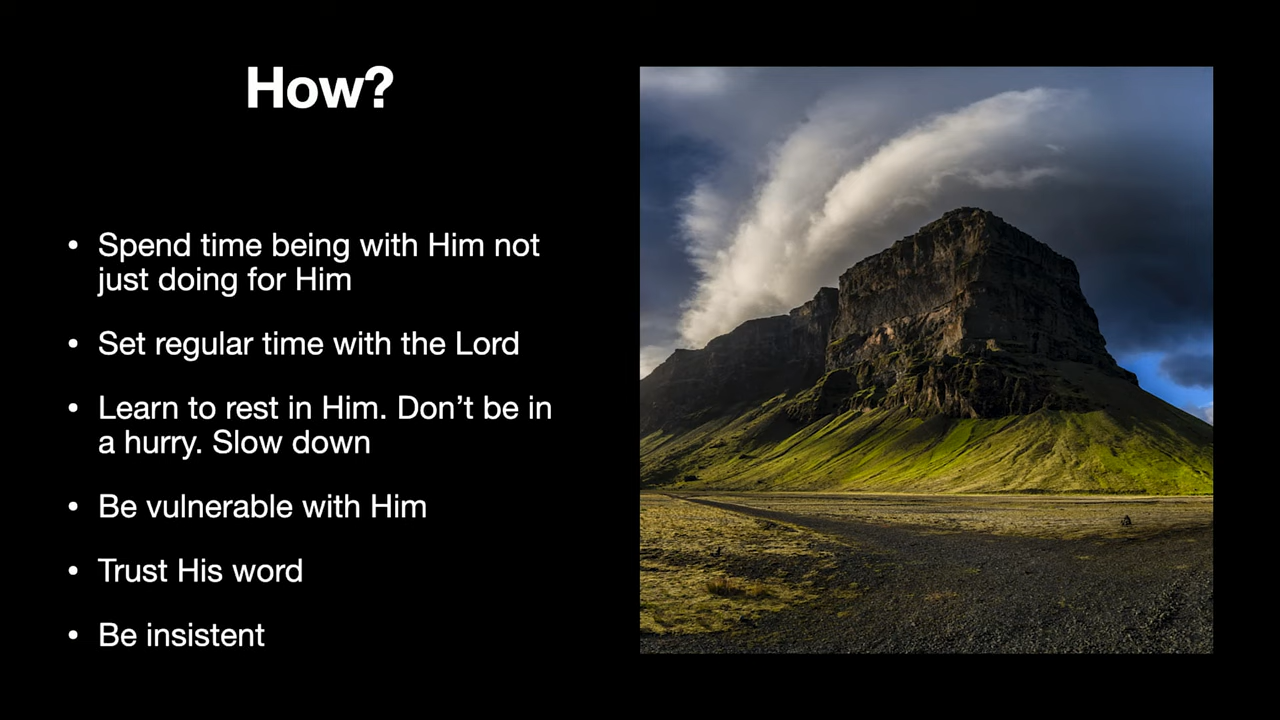 How?
• Spend time being with Him not
just doing for Him
• Set regular time with the Lord
• Learn to rest in Him. Don’t be in
a hurry. Slow down
• Be vulnerable with Him
• Trust His word
• Be insistent